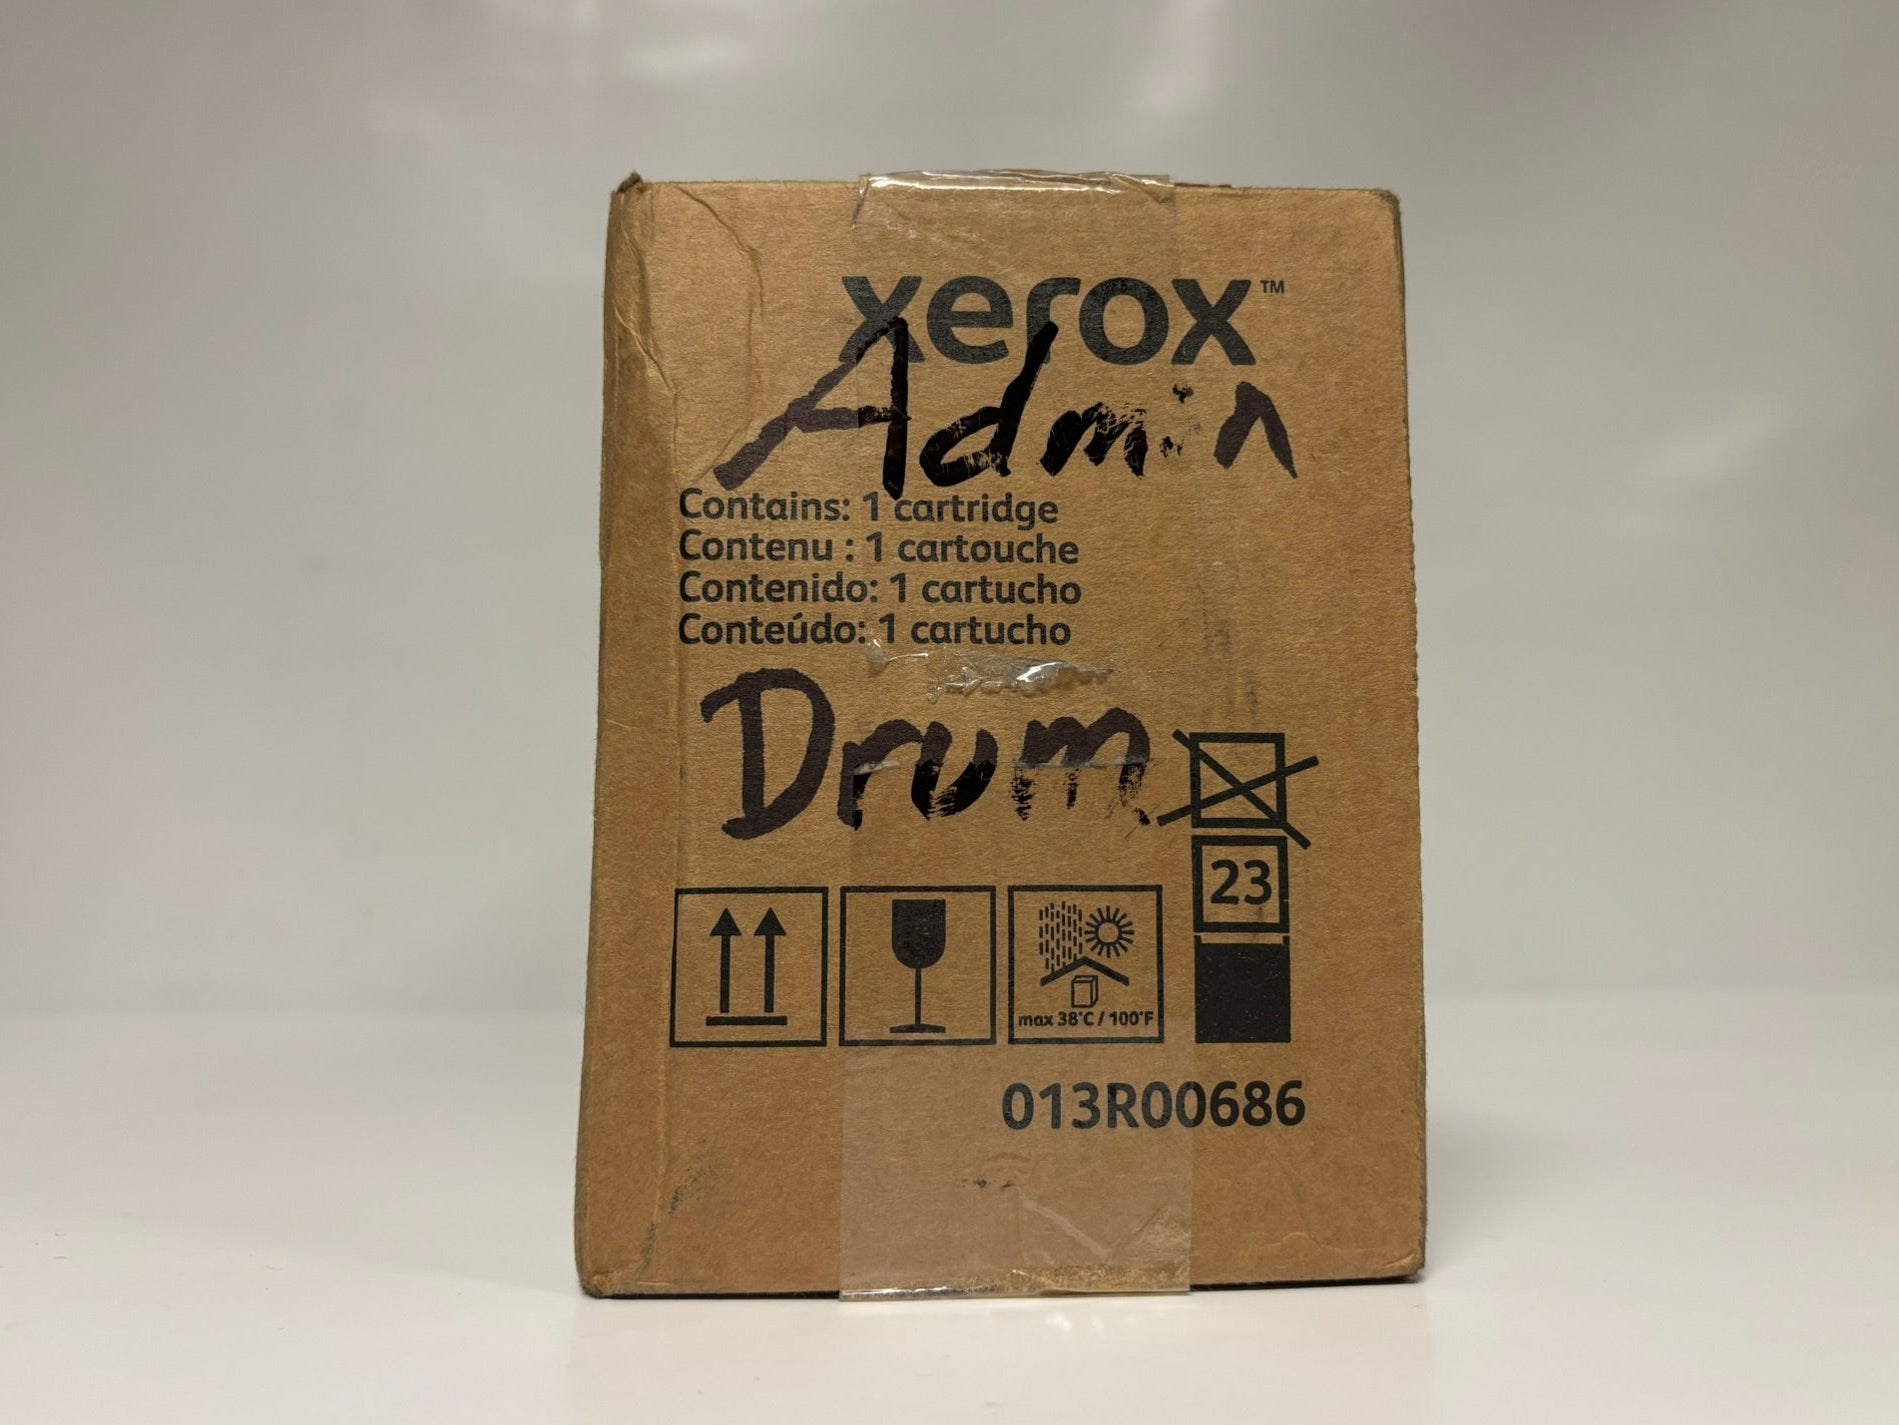 xerox™
Admin
Contains: 1 cartridge
Contenu : 1 cartouche
Contenido: 1 cartucho
Conteúdo: 1 cartucho
Drum
23
max 38°C / 100°F
013R00686